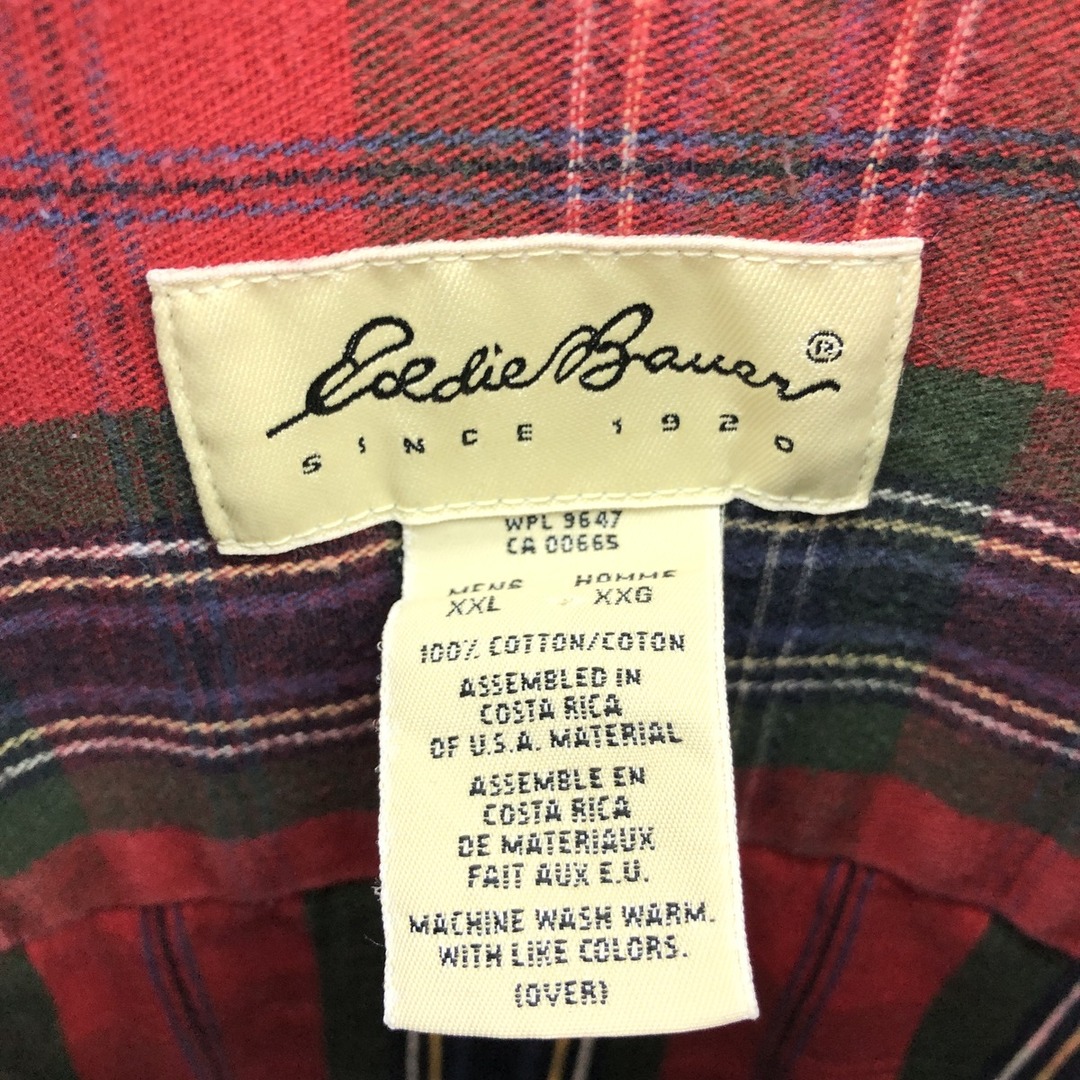 Eddie Bauer®
SINCE 1920
WPL 9647
CA 00665
MENS HOMME
XXL XXG
100% COTTON/COTON
ASSEMBLED IN
COSTA RICA
OF U.S.A. MATERIAL
ASSEMBLE EN
COSTA RICA
DE MATERIAUX
FAIT AUX E.U.
MACHINE WASH WARM.
WITH LIKE COLORS.
(OVER)